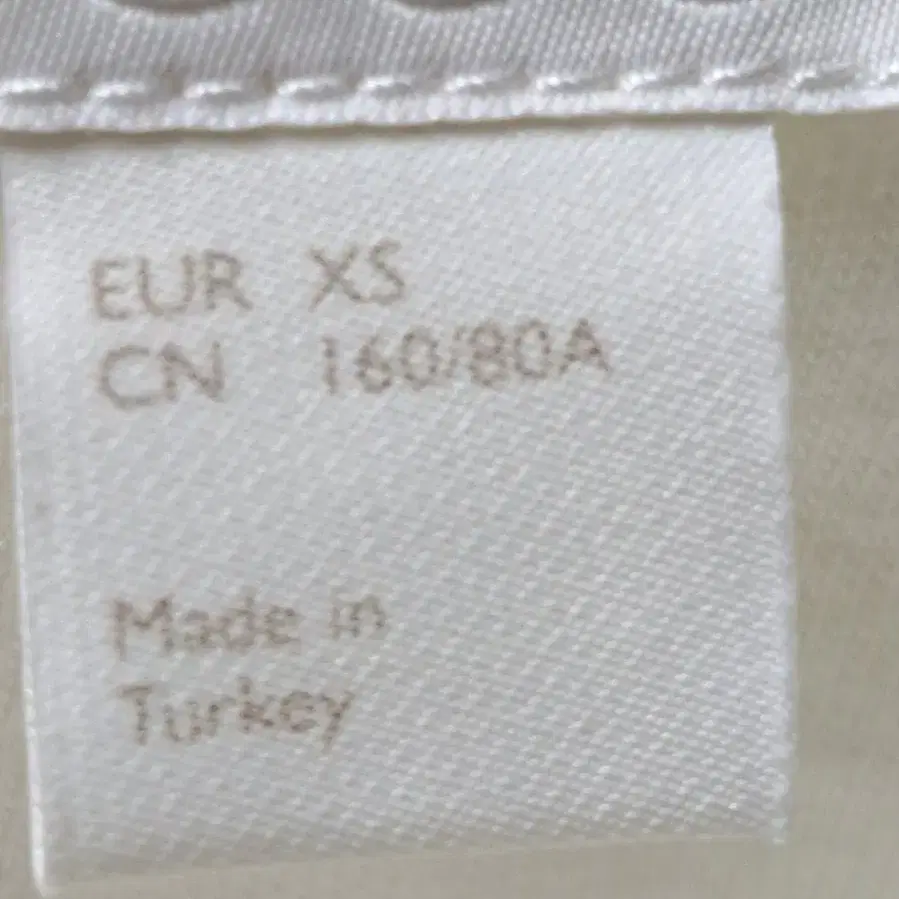 EUR XS
CN 160/80A
Made in
Turkey